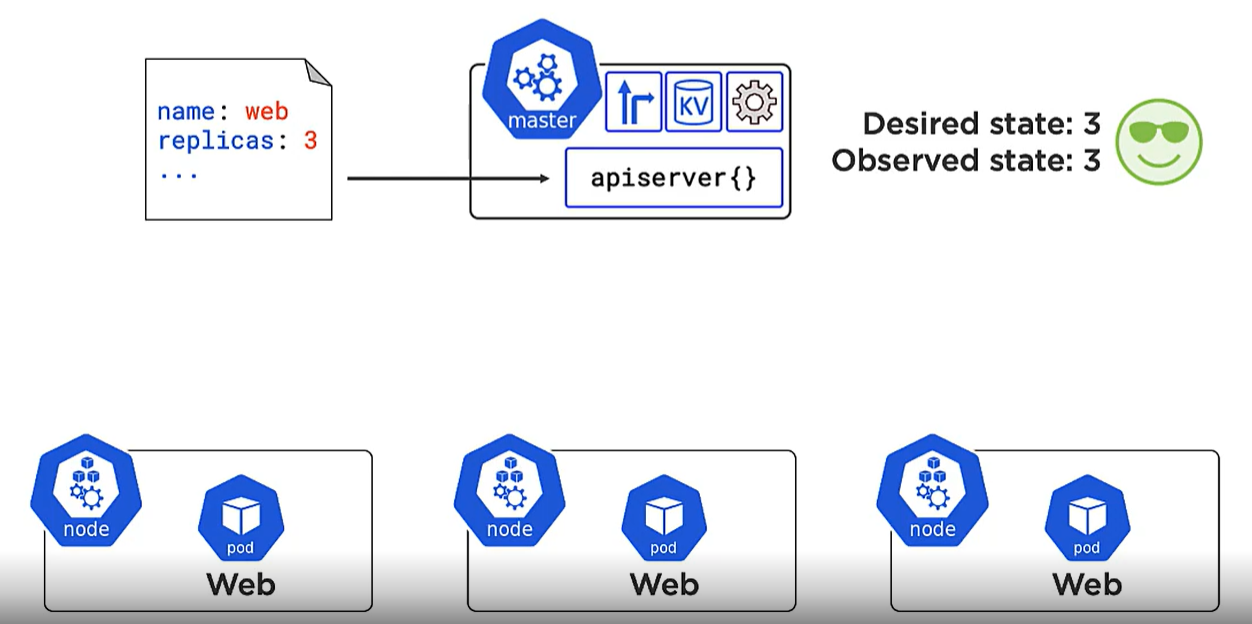 name: web
replicas: 3
...
master
KV
apiserver{}
Desired state: 3
Observed state: 3
node
pod
Web
node
pod
Web
node
pod
Web